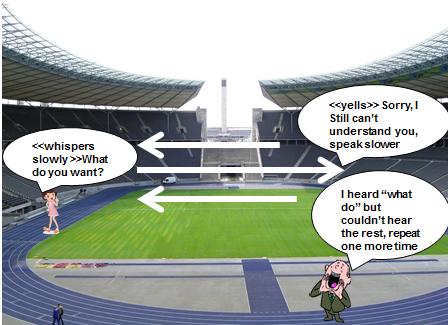 <<yells>> Sorry, I
Still can't
understand you,
speak slower
<<whispers
slowly >>What
do you want?
I heard “what
do” but
couldn't hear
the rest, repeat
one more time